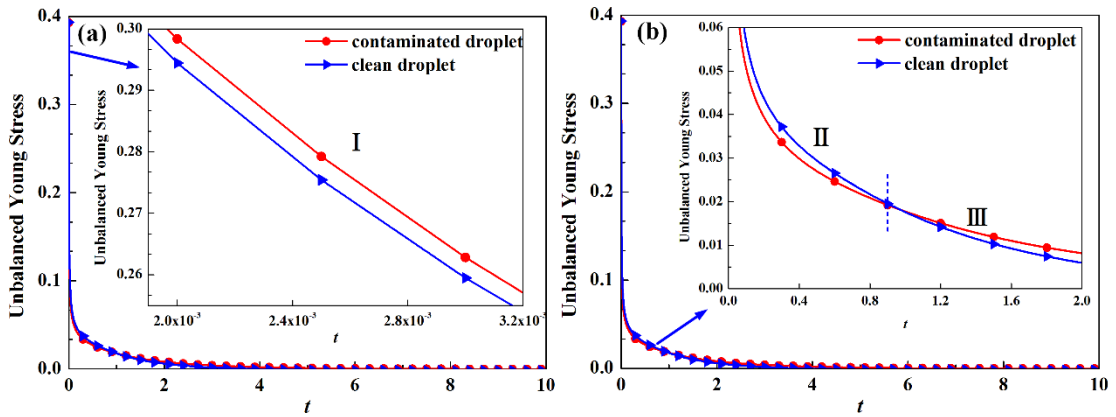 (a)
Unbalanced Young Stress
0.4
0.3
0.2
0.1
0.0
0 2 4 6 8 10
t
Unbalanced Young Stress
0.30
0.29
0.28
0.27
0.26
2.0x10⁻³ 2.4x10⁻³ 2.8x10⁻³ 3.2x10⁻³
t
contaminated droplet
clean droplet
I
(b)
Unbalanced Young Stress
0.4
0.3
0.2
0.1
0.0
0 2 4 6 8 10
t
Unbalanced Young Stress
0.06
0.05
0.04
0.03
0.02
0.01
0.00
0.0 0.4 0.8 1.2 1.6 2.0
t
contaminated droplet
clean droplet
II
III